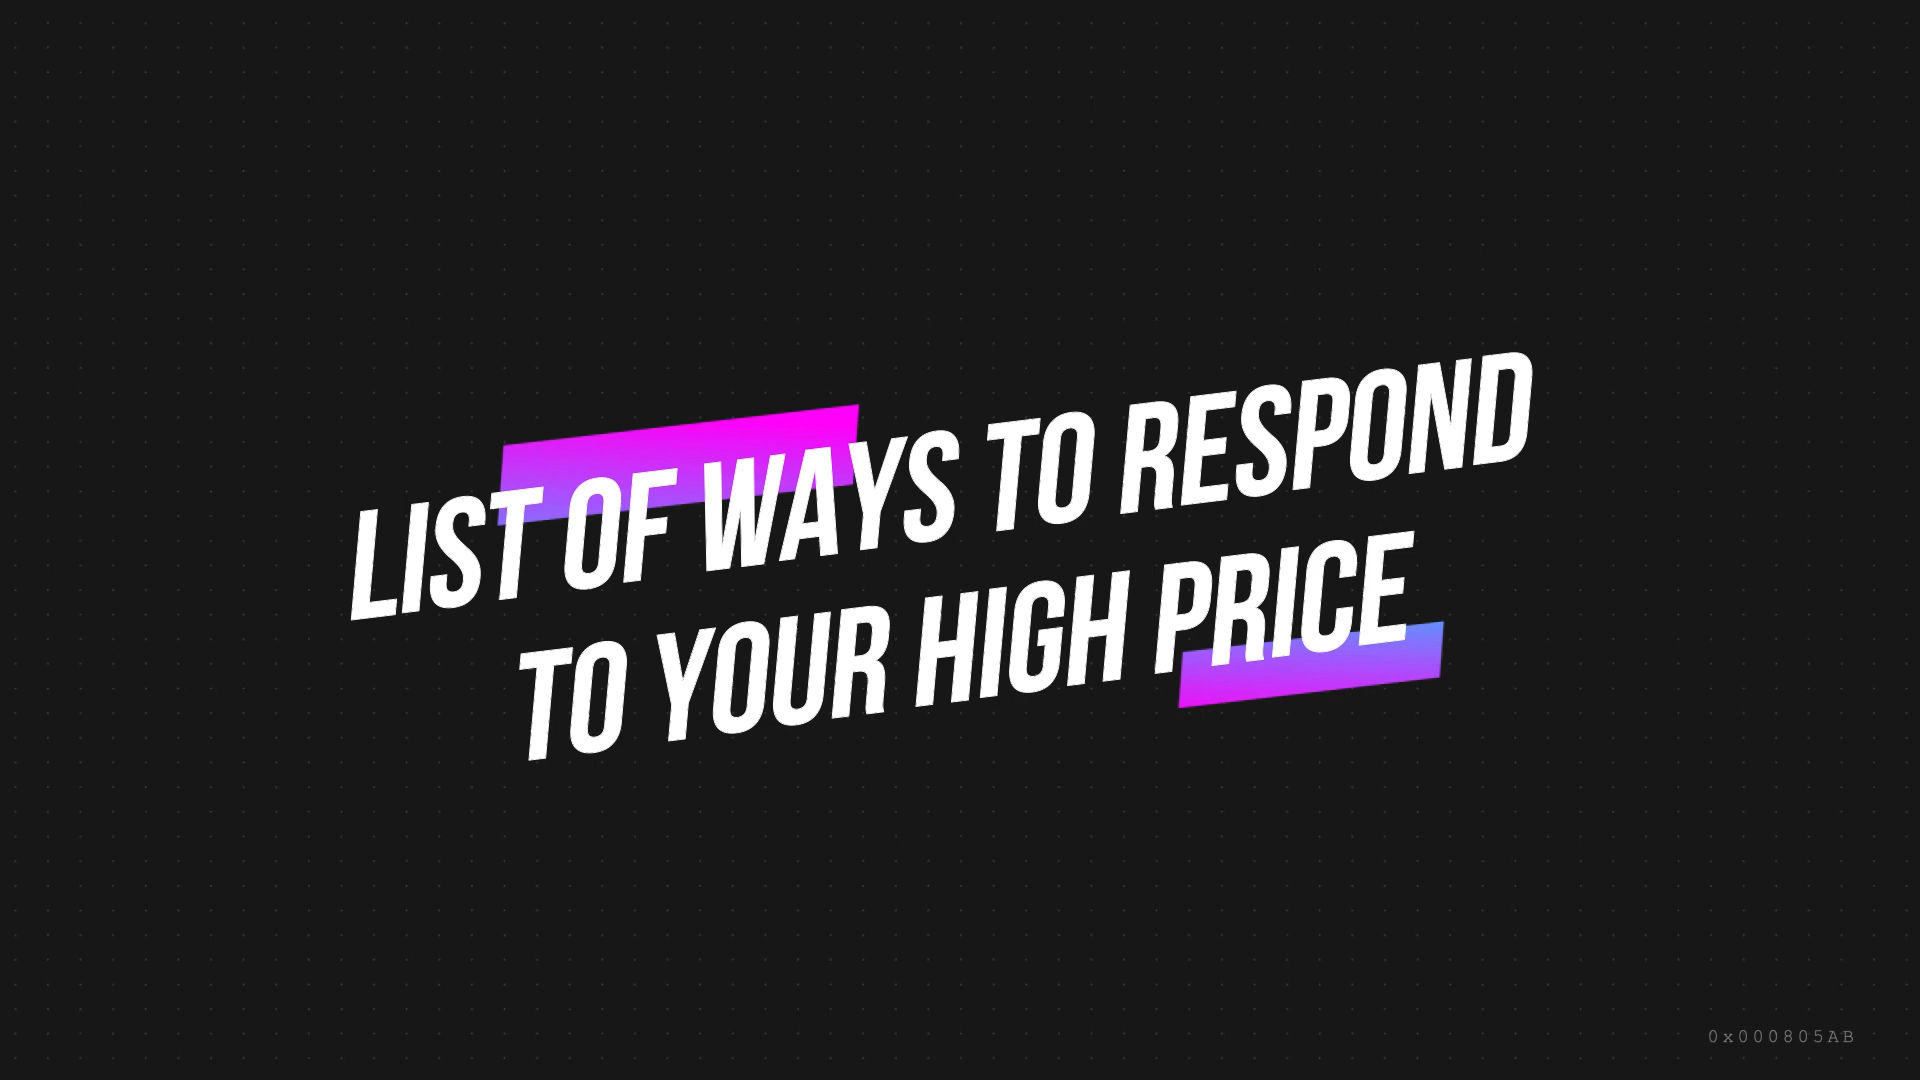 LIST OF WAYS TO RESPOND
TO YOUR HIGH PRICE
0x000805AB